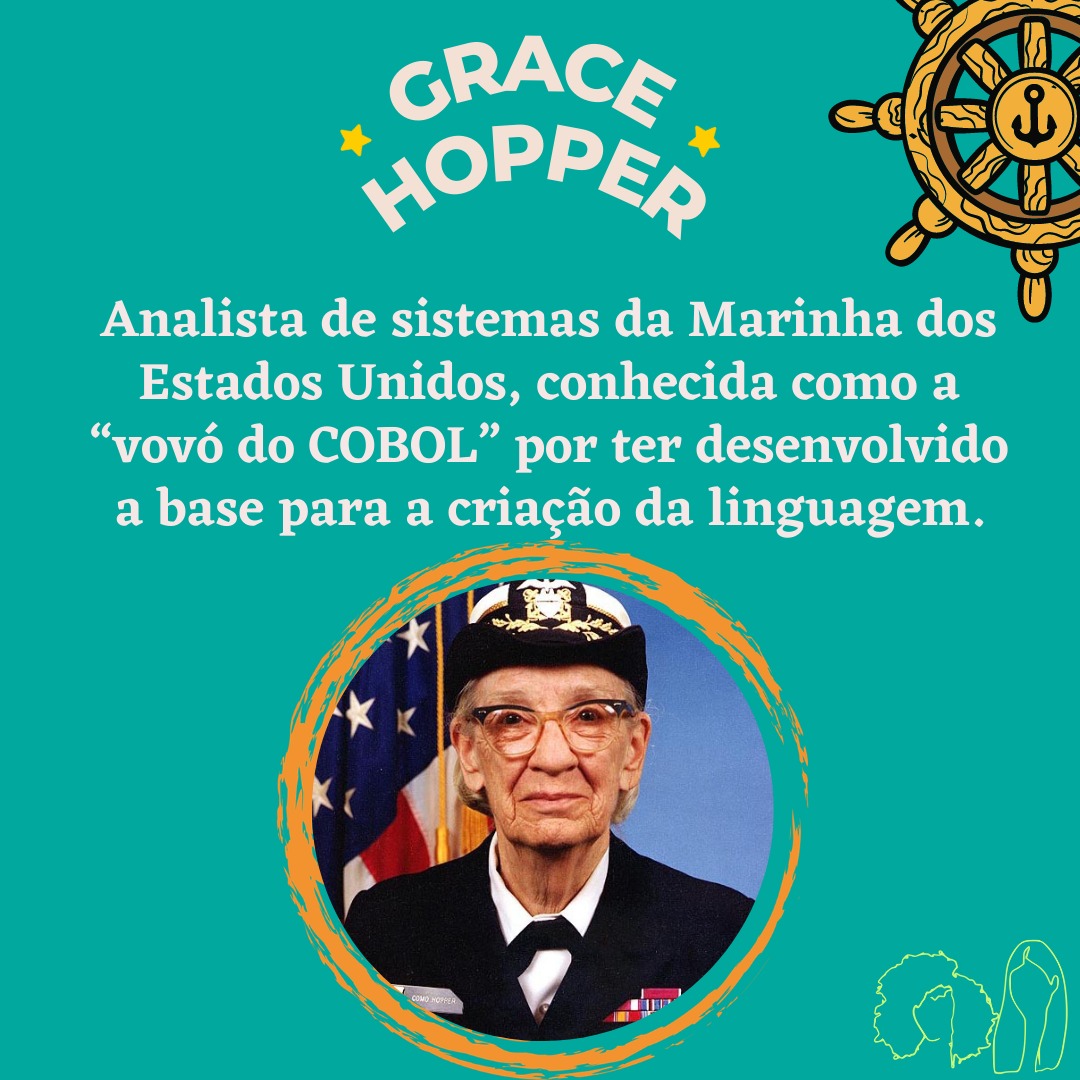 GRACE
HOPPER
Analista de sistemas da Marinha dos
Estados Unidos, conhecida como a
“vovó do COBOL” por ter desenvolvido
a base para a criação da linguagem.
COMO HOPPER